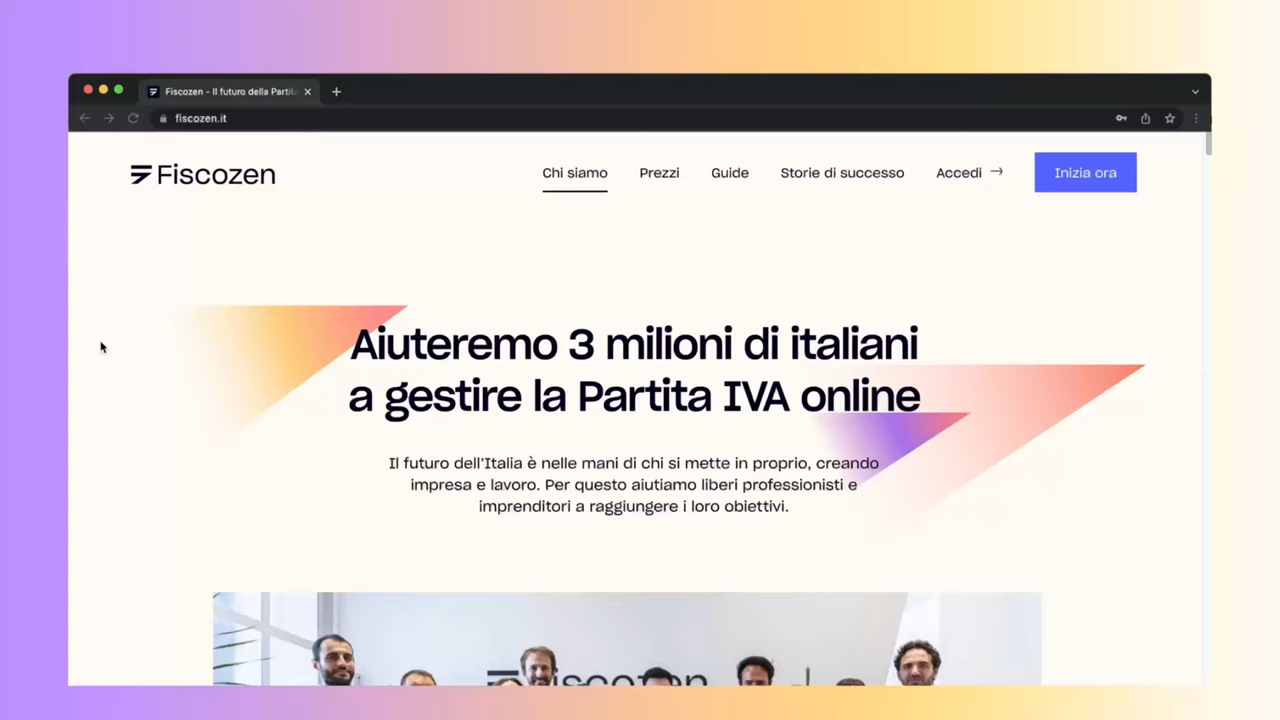 Fiscozen - Il futuro della Partit
fiscozen.it
Fiscozen
Chi siamo
Prezzi
Guide
Storie di successo
Accedi →
Inizia ora
Aiuteremo 3 milioni di italiani
a gestire la Partita IVA online
Il futuro dell'Italia è nelle mani di chi si mette in proprio, creando
impresa e lavoro. Per questo aiutiamo liberi professionisti e
imprenditori a raggiungere i loro obiettivi.
Fiscozen